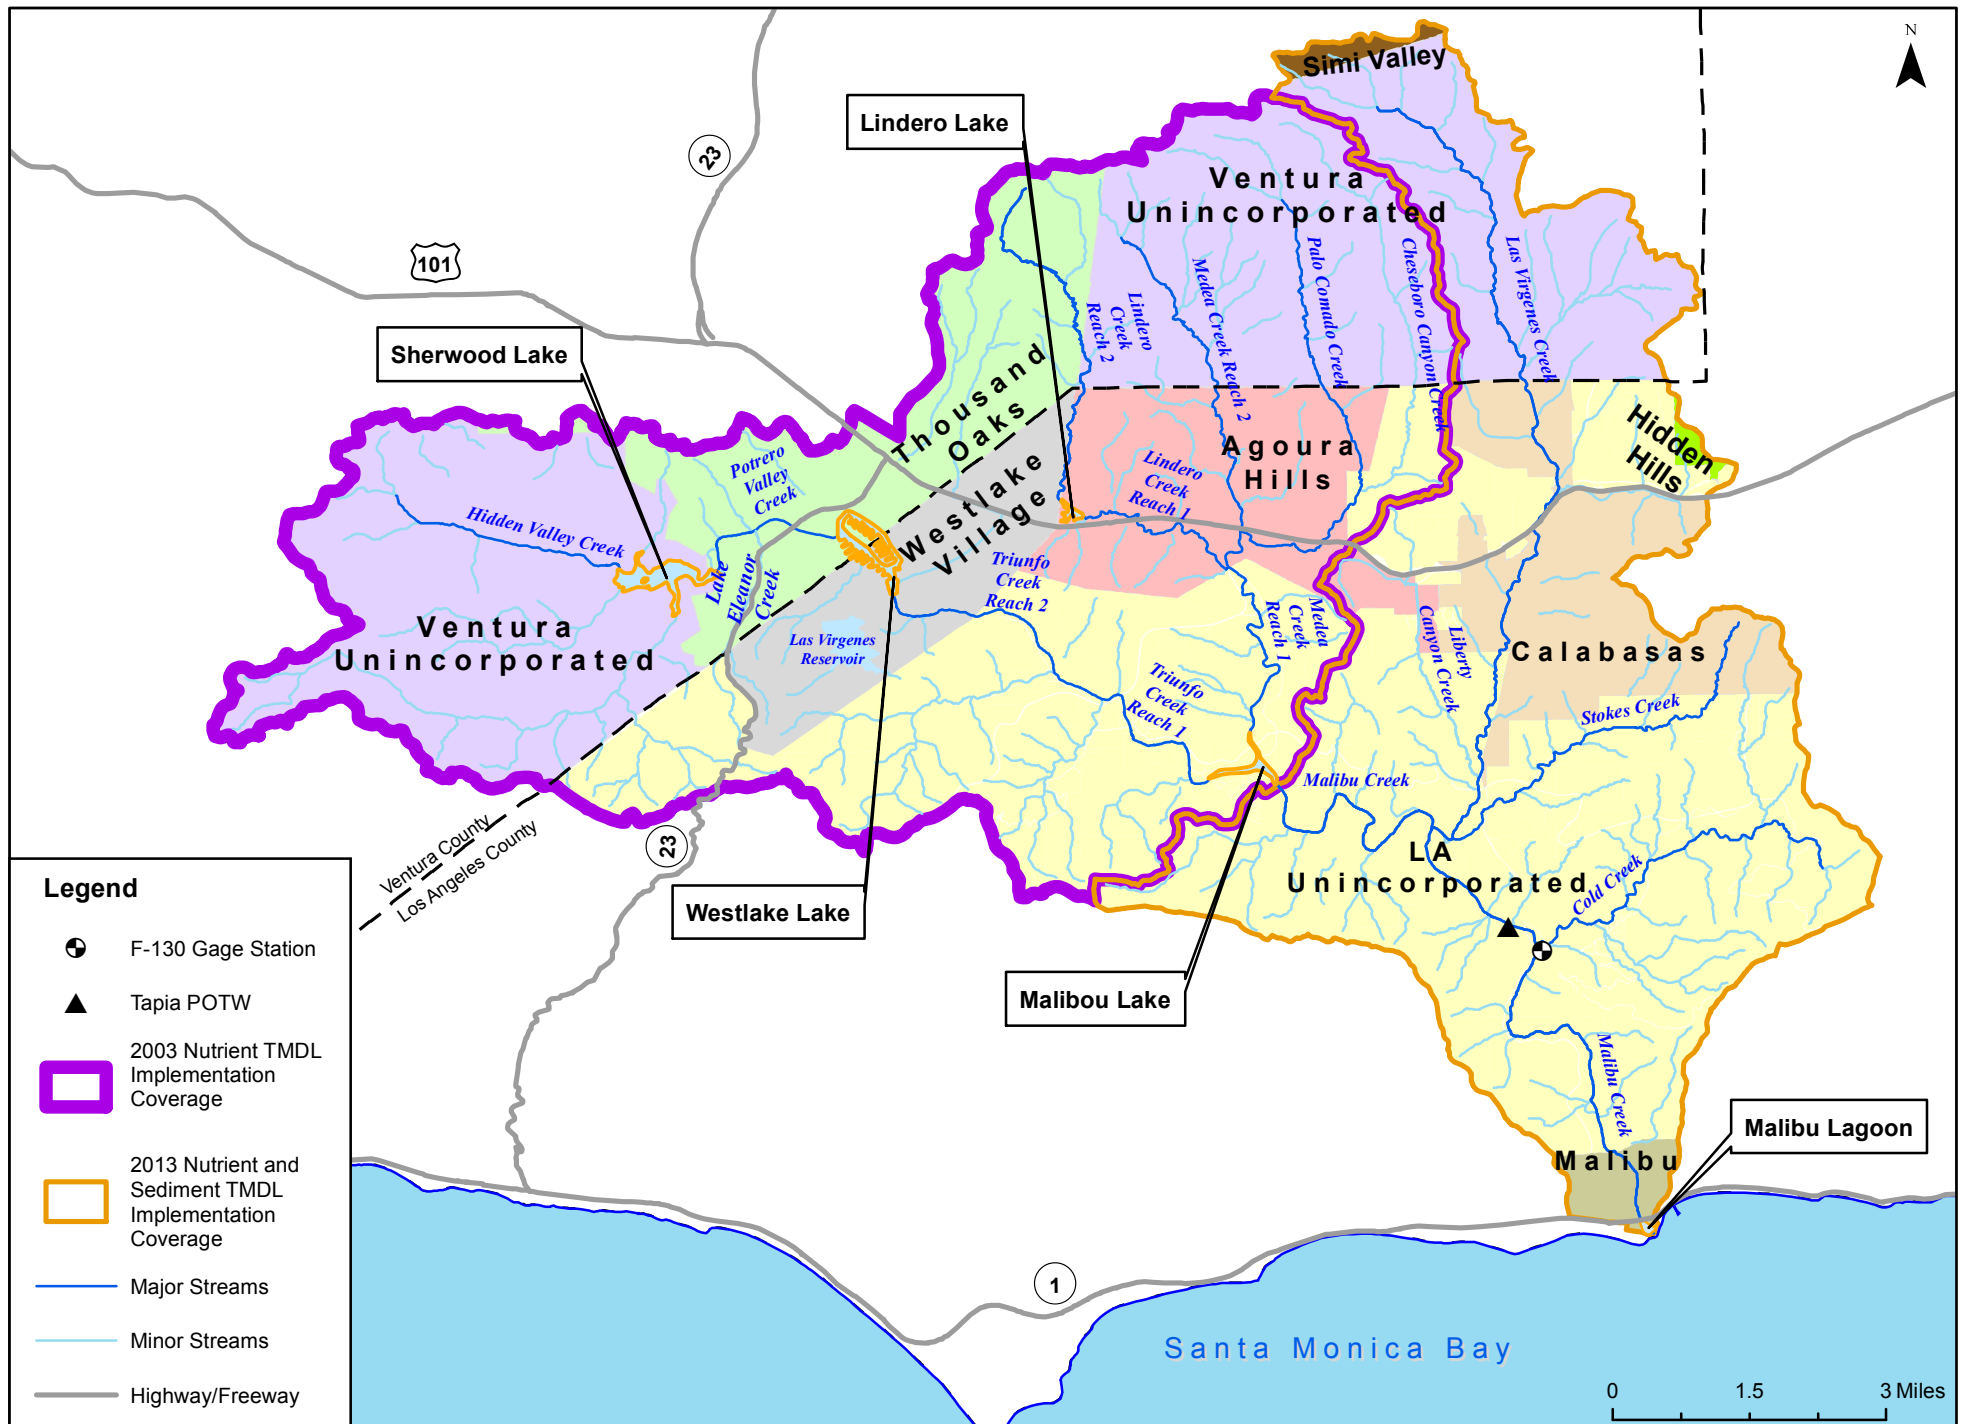 N
Simi Valley
Lindero Lake
23
Ventura
Unincorporated
101
Sherwood Lake
Lindero
Creek
Reach 2
Medea Creek Reach 2
Palo Comado Creek
Cheseboro Canyon Creek
Las Virgenes Creek
Thousand
Oaks
Hidden
Hills
Agoura
Hills
Potrero
Valley
Creek
Lindero
Creek
Reach 1
Westlake
Village
Hidden Valley Creek
Lake
Eleanor
Creek
Triunfo
Creek
Reach 2
Ventura
Unincorporated
Las Virgenes
Reservoir
Medea
Creek
Reach 1
Liberty
Canyon Creek
Calabasas
Triunfo
Creek
Reach 1
Stokes Creek
Malibu Creek
Ventura County
Los Angeles County
23
LA
Unincorporated
Cold Creek
Westlake Lake
Malibou Lake
Malibu Creek
Malibu Lagoon
Malibu
1
Santa Monica Bay
0 1.5 3 Miles
Legend
F-130 Gage Station
Tapia POTW
2003 Nutrient TMDL
Implementation
Coverage
2013 Nutrient and
Sediment TMDL
Implementation
Coverage
Major Streams
Minor Streams
Highway/Freeway